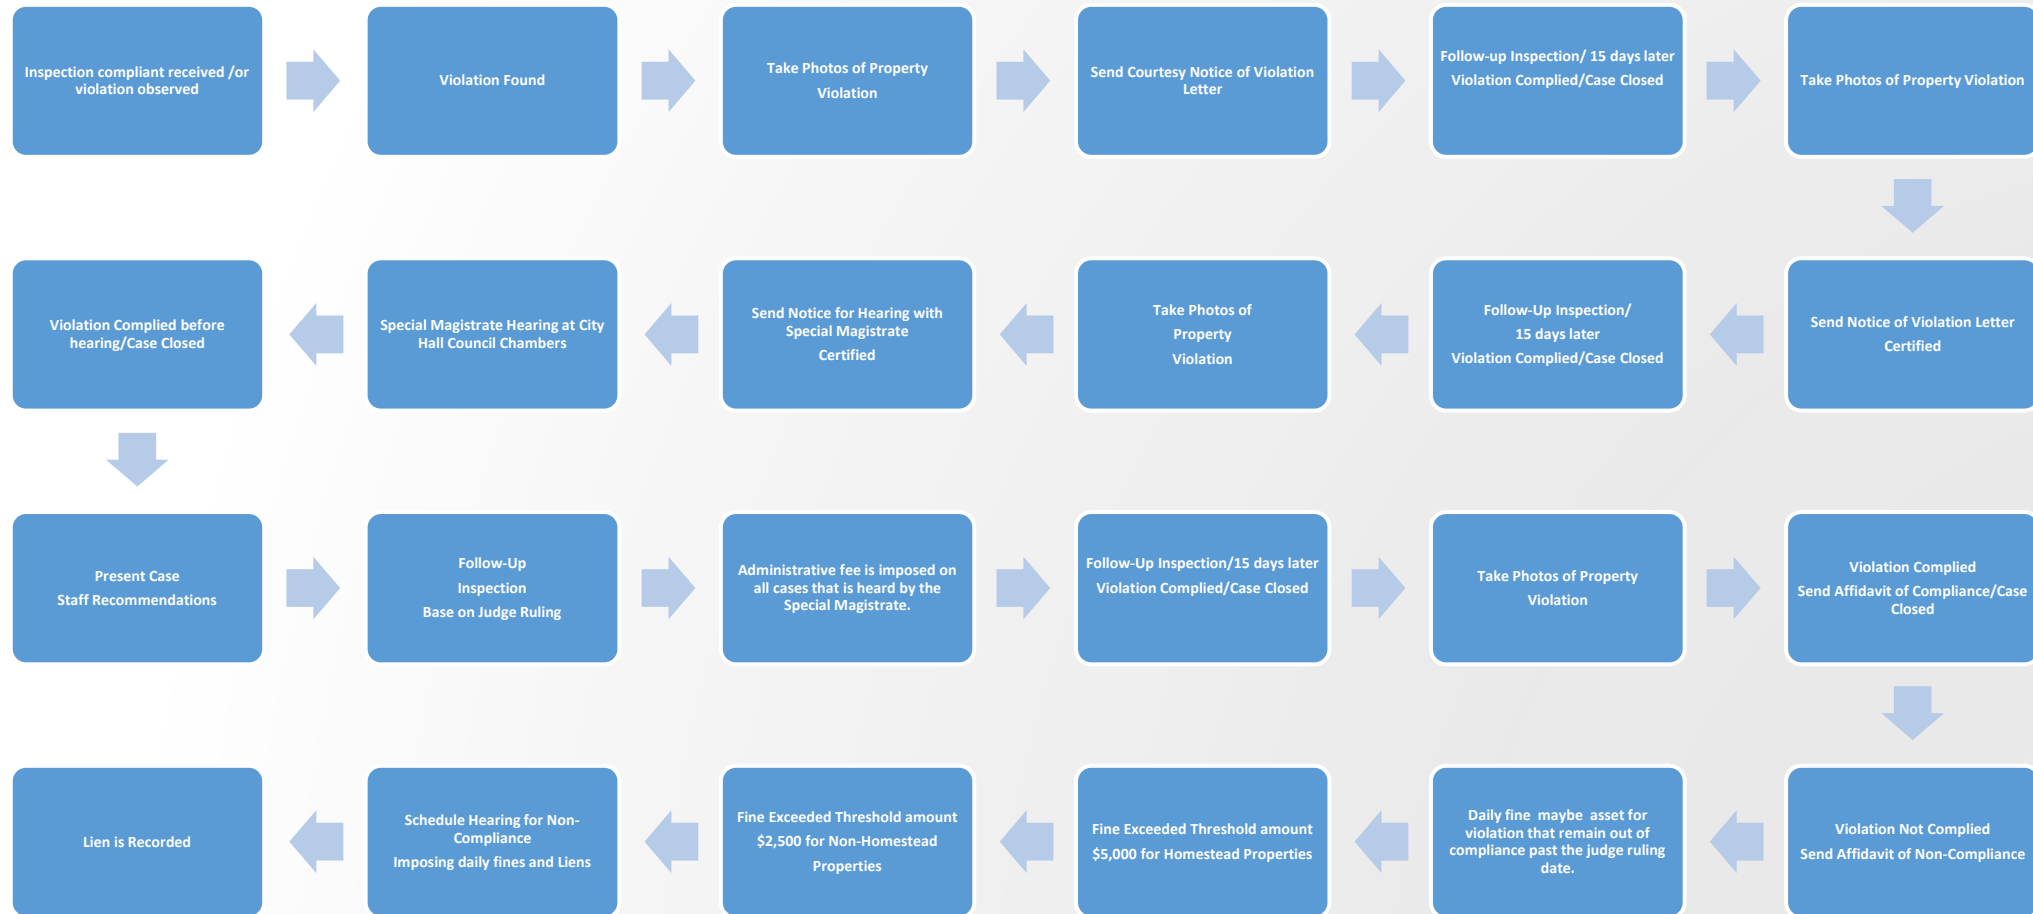 Inspection compliant received /or
violation observed
Violation Found
Take Photos of Property
Violation
Send Courtesy Notice of Violation
Letter
Follow-up Inspection/ 15 days later
Violation Complied/Case Closed
Take Photos of Property Violation
Send Notice of Violation Letter
Certified
Follow-Up Inspection/
15 days later
Violation Complied/Case Closed
Take Photos of
Property
Violation
Send Notice for Hearing with
Special Magistrate
Certified
Special Magistrate Hearing at City
Hall Council Chambers
Violation Complied before
hearing/Case Closed
Present Case
Staff Recommendations
Follow-Up
Inspection
Base on Judge Ruling
Administrative fee is imposed on
all cases that is heard by the
Special Magistrate.
Follow-Up Inspection/15 days later
Violation Complied/Case Closed
Take Photos of Property
Violation
Violation Complied
Send Affidavit of Compliance/Case
Closed
Violation Not Complied
Send Affidavit of Non-Compliance
Daily fine maybe asset for
violation that remain out of
compliance past the judge ruling
date.
Fine Exceeded Threshold amount
$5,000 for Homestead Properties
Fine Exceeded Threshold amount
$2,500 for Non-Homestead
Properties
Schedule Hearing for Non-
Compliance
Imposing daily fines and Liens
Lien is Recorded